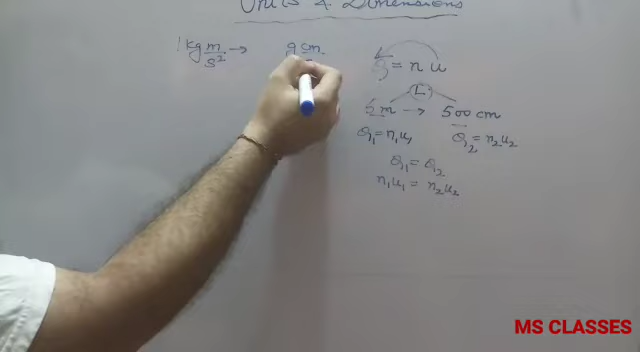 Units & Dimensions
1 kg m/s² → g cm
Q = n u
L
5 m → 500 cm
Q₁ = n₁u₁
Q₂ = n₂u₂
Q₁ = Q₂
n₁u₁ = n₂u₂
MS CLASSES